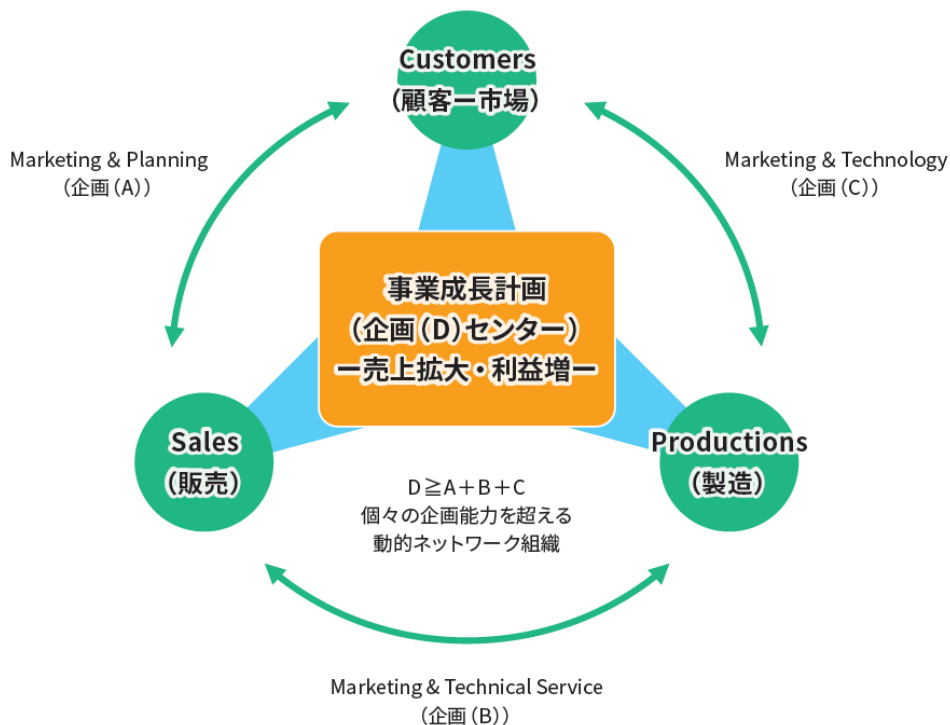 Customers
（顧客ー市場）
Marketing & Planning
（企画（A））
Marketing & Technology
（企画（C））
事業成長計画
（企画（D）センター）
ー売上拡大・利益増ー
Sales
（販売）
Productions
（製造）
D≧A＋B＋C
個々の企画能力を超える
動的ネットワーク組織
Marketing & Technical Service
（企画（B））